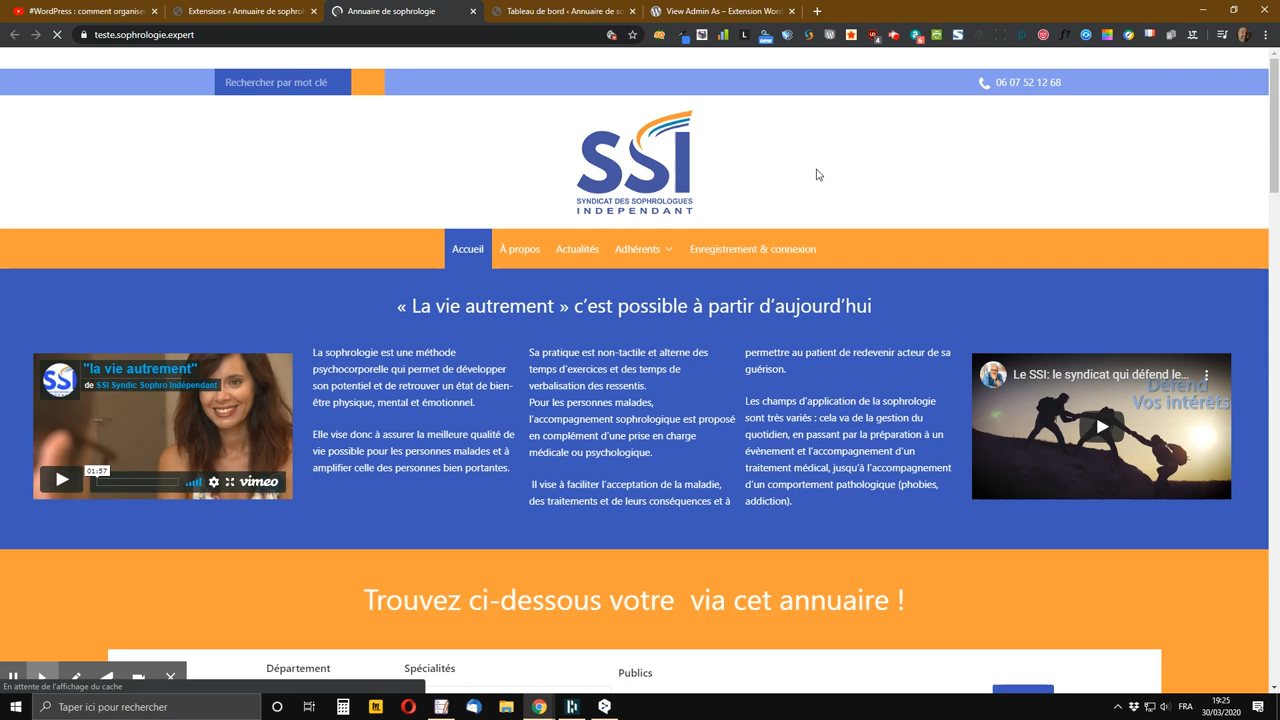 #WordPress : comment organise
Extensions ‹ Annuaire de sophrol
Annuaire de sophrologie
Tableau de bord ‹ Annuaire de so
View Admin As – Extension Word
teste.sophrologie.expert
Rechercher par mot clé
06 07 52 12 68
SSI
SYNDICAT DES SOPHROLOGUES
INDEPENDANT
Accueil
À propos
Actualités
Adhérents
Enregistrement & connexion
« La vie autrement » c’est possible à partir d’aujourd’hui
"la vie autrement"
de SSI Syndic Sophro Indépendant
01:57
vimeo
La sophrologie est une méthode
psychocorporelle qui permet de développer
son potentiel et de retrouver un état de bien-
être physique, mental et émotionnel.
Elle vise donc à assurer la meilleure qualité de
vie possible pour les personnes malades et à
amplifier celle des personnes bien portantes.
Sa pratique est non-tactile et alterne des
temps d’exercices et des temps de
verbalisation des ressentis.
Pour les personnes malades,
l’accompagnement sophrologique est proposé
en complément d’une prise en charge
médicale ou psychologique.
Il vise à faciliter l’acceptation de la maladie,
des traitements et de leurs conséquences et à
permettre au patient de redevenir acteur de sa
guérison.
Les champs d’application de la sophrologie
sont très variés : cela va de la gestion du
quotidien, en passant par la préparation à un
évènement et l’accompagnement d’un
traitement médical, jusqu’à l’accompagnement
d’un comportement pathologique (phobies,
addiction).
Le SSI: le syndicat qui défend le...
Défend
Vos intérêts
Trouvez ci-dessous votre via cet annuaire !
Département
Spécialités
Publics
En attente de l'affichage du cache
Taper ici pour rechercher
FRA
19:25
30/03/2020